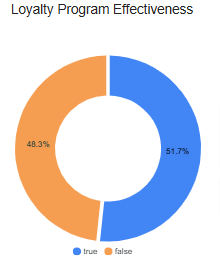 Loyalty Program Effectiveness
48.3%
51.7%
true false